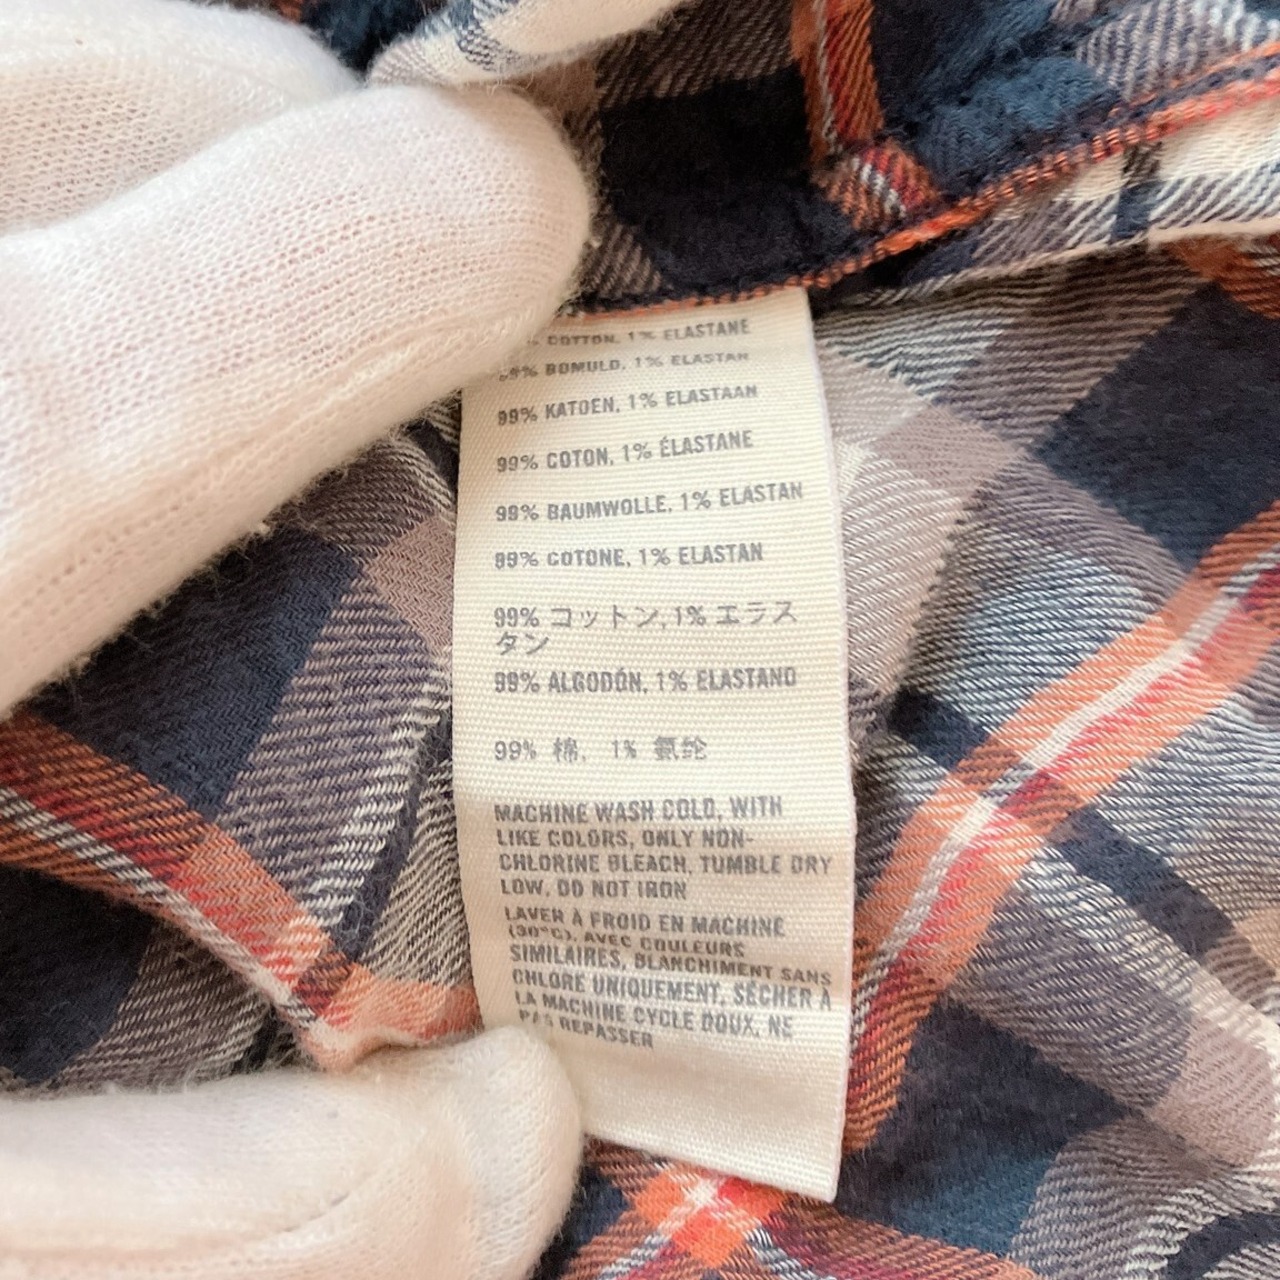 % COTTON, 1% ELASTANE
99% BOMULD, 1% ELASTAN
99% KATOEN, 1% ELASTAAN
99% COTON, 1% ÉLASTANE
99% BAUMWOLLE, 1% ELASTAN
99% COTONE, 1% ELASTAN
99% コットン, 1% エラス
タン
99% ALGODÓN, 1% ELASTANO
99% 棉, 1% 氨纶
MACHINE WASH COLD, WITH
LIKE COLORS, ONLY NON-
CHLORINE BLEACH, TUMBLE DRY
LOW, DO NOT IRON
LAVER À FROID EN MACHINE
(30°C), AVEC COULEURS
SIMILAIRES, BLANCHIMENT SANS
CHLORE UNIQUEMENT, SÉCHER À
LA MACHINE CYCLE DOUX, NE
PAS REPASSER